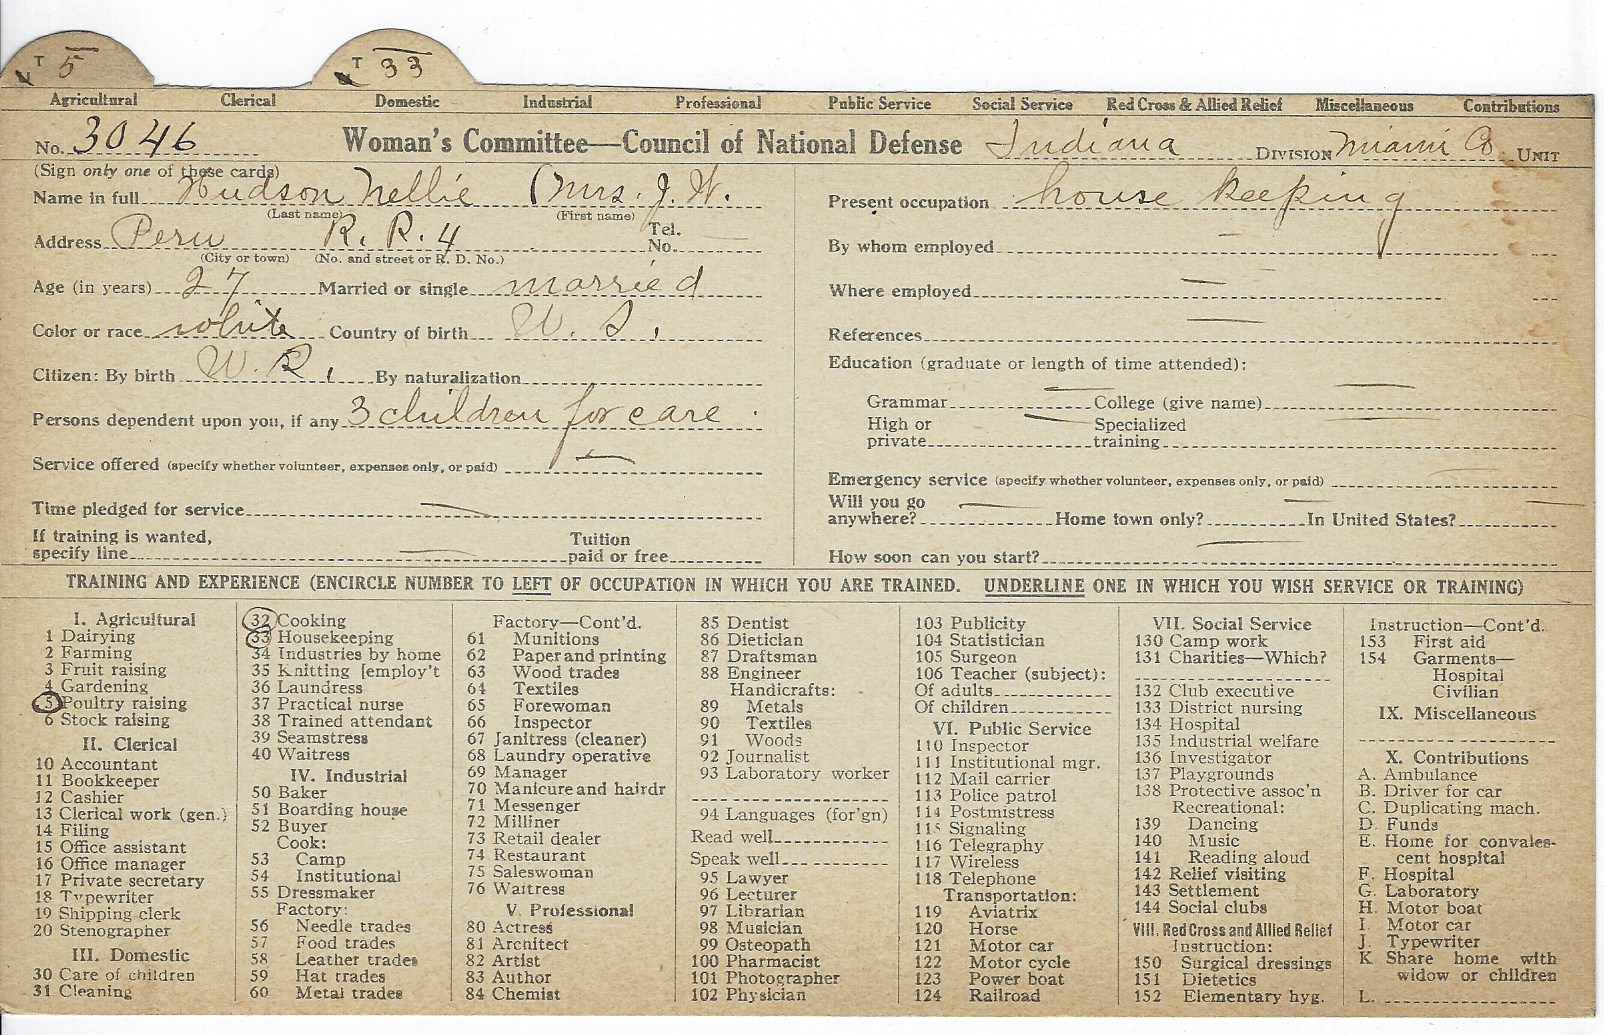 T 5 T 33
Agricultural Clerical Domestic Industrial Professional Public Service Social Service Red Cross & Allied Relief Miscellaneous Contributions
No. 3046 Woman's Committee—Council of National Defense Indiana DIVISION Miami Co. UNIT
(Sign only one of these cards)
Name in full Hudson Nellie (Mrs. J. W.
(Last name) (First name)
Address Peru R. R. 4 Tel. No.
(City or town) (No. and street or R. D. No.)
Age (in years) 27 Married or single married
Color or race white Country of birth U. S.
Citizen: By birth By naturalization
Persons dependent upon you, if any 3 children for care
Service offered (specify whether volunteer, expenses only, or paid)
Time pledged for service
If training is wanted,
specify line Tuition paid or free
Present occupation house keeping
By whom employed
Where employed
References
Education (graduate or length of time attended):
Grammar College (give name)
High or private Specialized training
Emergency service (specify whether volunteer, expenses only, or paid)
Will you go
anywhere? Home town only? In United States?
How soon can you start?
TRAINING AND EXPERIENCE (ENCIRCLE NUMBER TO LEFT OF OCCUPATION IN WHICH YOU ARE TRAINED. UNDERLINE ONE IN WHICH YOU WISH SERVICE OR TRAINING)
I. Agricultural
1 Dairying
2 Farming
3 Fruit raising
4 Gardening
5 Poultry raising
6 Stock raising
II. Clerical
10 Accountant
11 Bookkeeper
12 Cashier
13 Clerical work (gen.)
14 Filing
15 Office assistant
16 Office manager
17 Private secretary
18 Typewriter
19 Shipping clerk
20 Stenographer
III. Domestic
30 Care of children
31 Cleaning
32 Cooking
33 Housekeeping
34 Industries by home
35 Knitting [employ't
36 Laundress
37 Practical nurse
38 Trained attendant
39 Seamstress
40 Waitress
IV. Industrial
50 Baker
51 Boarding house
52 Buyer
Cook:
53 Camp
54 Institutional
55 Dressmaker
Factory:
56 Needle trades
57 Food trades
58 Leather trades
59 Hat trades
60 Metal trades
Factory—Cont'd.
61 Munitions
62 Paper and printing
63 Wood trades
64 Textiles
65 Forewoman
66 Inspector
67 Janitress (cleaner)
68 Laundry operative
69 Manager
70 Manicure and hairdr
71 Messenger
72 Milliner
73 Retail dealer
74 Restaurant
75 Saleswoman
76 Waitress
V. Professional
80 Actress
81 Architect
82 Artist
83 Author
84 Chemist
85 Dentist
86 Dietician
87 Draftsman
88 Engineer
Handicrafts:
89 Metals
90 Textiles
91 Woods
92 Journalist
93 Laboratory worker
94 Languages (for'gn)
Read well
Speak well
95 Lawyer
96 Lecturer
97 Librarian
98 Musician
99 Osteopath
100 Pharmacist
101 Photographer
102 Physician
103 Publicity
104 Statistician
105 Surgeon
106 Teacher (subject):
Of adults
Of children
VI. Public Service
110 Inspector
111 Institutional mgr.
112 Mail carrier
113 Police patrol
114 Postmistress
115 Signaling
116 Telegraphy
117 Wireless
118 Telephone
Transportation:
119 Aviatrix
120 Horse
121 Motor car
122 Motor cycle
123 Power boat
124 Railroad
VII. Social Service
130 Camp work
131 Charities—Which?
132 Club executive
133 District nursing
134 Hospital
135 Industrial welfare
136 Investigator
137 Playgrounds
138 Protective assoc'n
Recreational:
139 Dancing
140 Music
141 Reading aloud
142 Relief visiting
143 Settlement
144 Social clubs
VIII. Red Cross and Allied Relief
Instruction:
150 Surgical dressings
151 Dietetics
152 Elementary hyg.
Instruction—Cont'd.
153 First aid
154 Garments—
Hospital
Civilian
IX. Miscellaneous
X. Contributions
A. Ambulance
B. Driver for car
C. Duplicating mach.
D. Funds
E. Home for convales-
cent hospital
F. Hospital
G. Laboratory
H. Motor boat
I. Motor car
J. Typewriter
K Share home with
widow or children
L.